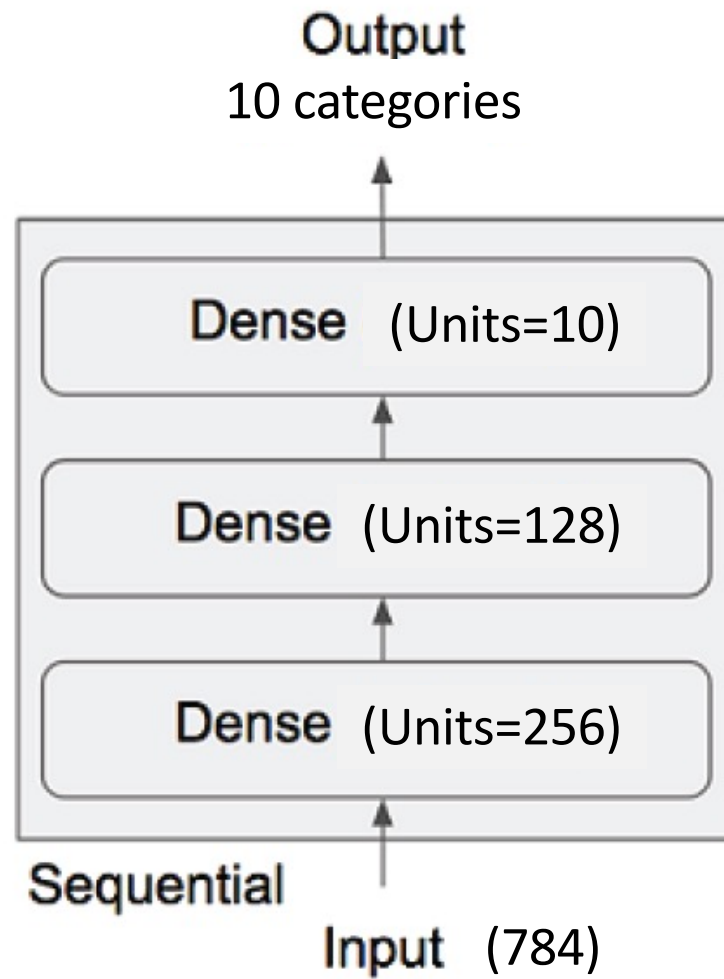 Output
10 categories
Dense (Units=10)
Dense (Units=128)
Dense (Units=256)
Sequential
Input (784)